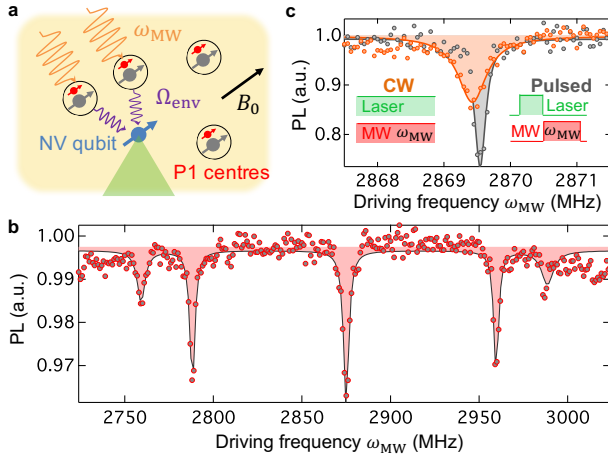 a
ω_MW
Ω_env
B_0
NV qubit
P1 centres
c
1.0
0.9
0.8
PL (a.u.)
CW
Pulsed
Laser
Laser
MW ω_MW
MW ω_MW
2868 2869 2870 2871
Driving frequency ω_MW (MHz)
b
1.00
0.99
0.98
0.97
PL (a.u.)
2750 2800 2850 2900 2950 3000
Driving frequency ω_MW (MHz)